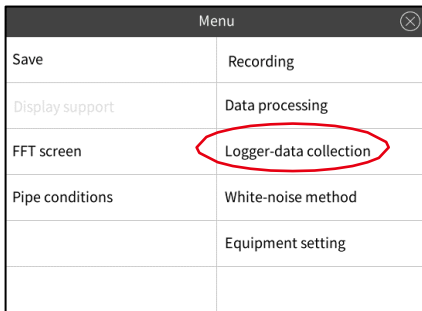 Menu
Save
Recording
Display support
Data processing
FFT screen
Logger-data collection
Pipe conditions
White-noise method
Equipment setting